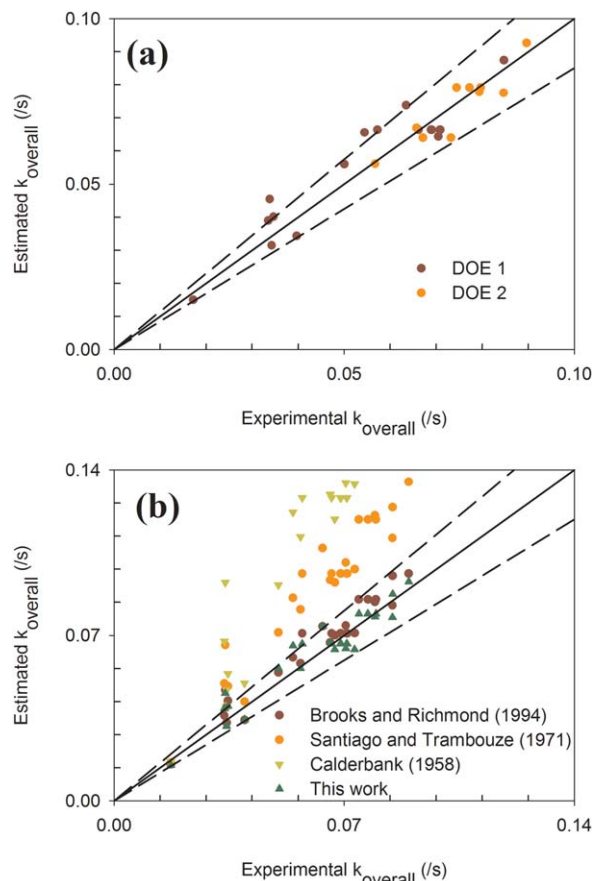 0.10
(a)
Estimated k_overall (/s)
0.05
DOE 1
DOE 2
0.00
0.00 0.05 0.10
Experimental k_overall (/s)
0.14
(b)
Estimated k_overall (/s)
0.07
Brooks and Richmond (1994)
Santiago and Trambouze (1971)
Calderbank (1958)
This work
0.00
0.00 0.07 0.14
Experimental k_overall (/s)